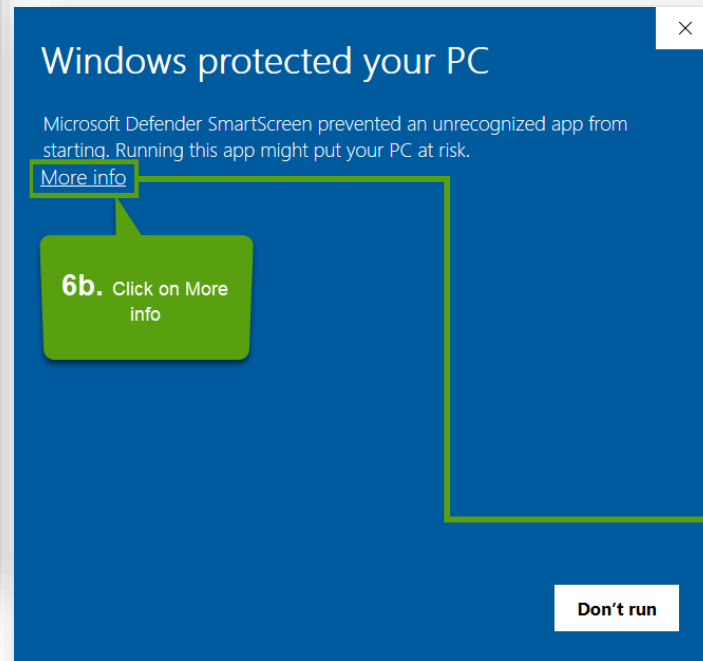 Windows protected your PC
Microsoft Defender SmartScreen prevented an unrecognized app from
starting. Running this app might put your PC at risk.
More info
6b. Click on More
info
Don't run